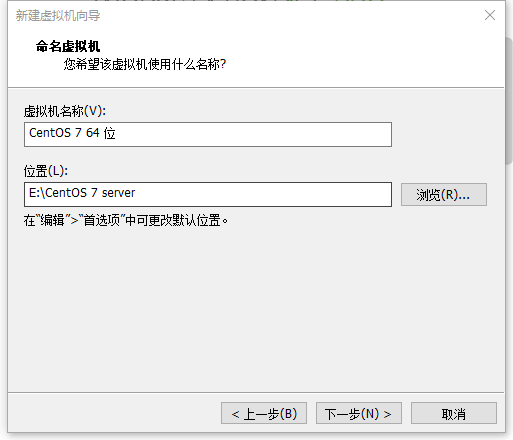 新建虚拟机向导
命名虚拟机
您希望该虚拟机使用什么名称?
虚拟机名称(V):
CentOS 7 64 位
位置(L):
E:\CentOS 7 server
浏览(R)...
在"编辑">"首选项"中可更改默认位置。
< 上一步(B)
下一步(N) >
取消